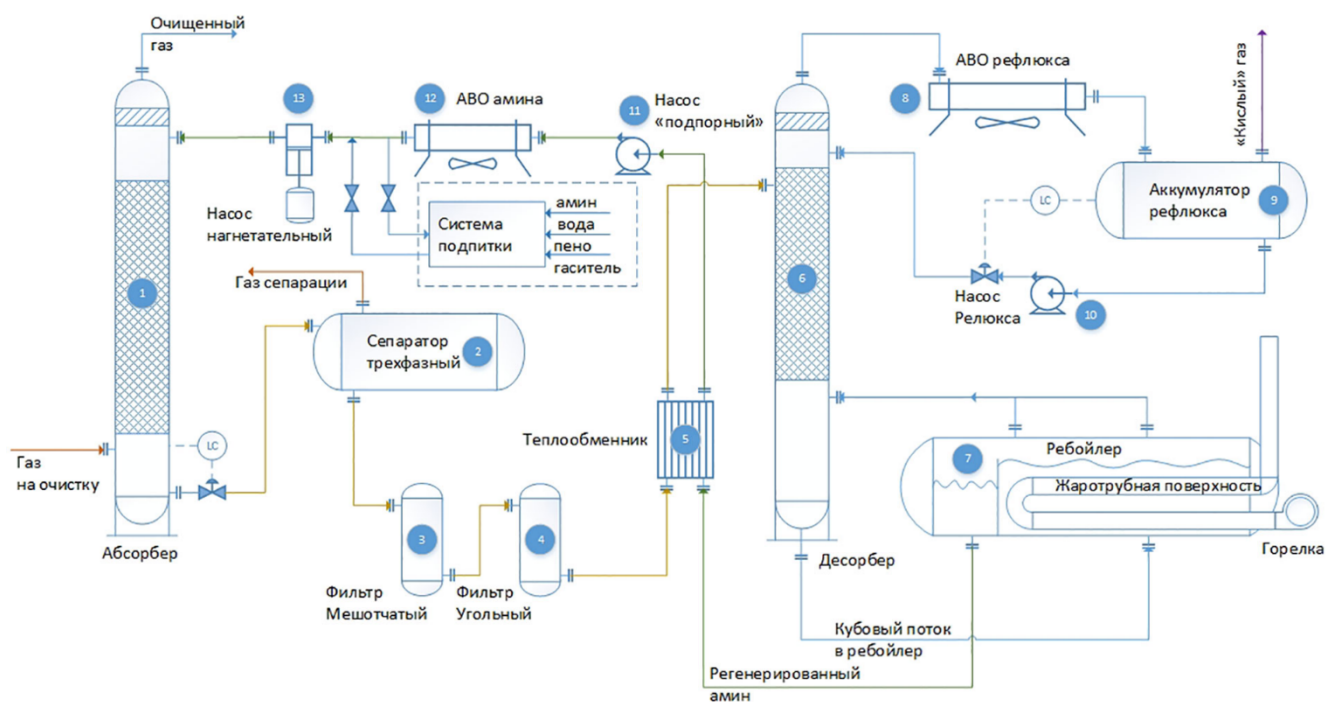 Очищенный
газ
13
12
АВО амина
11
Насос
«подпорный»
АВО рефлюкса
8
«Кислый» газ
Насос
нагнетательный
Система
подпитки
амин
вода
пено
гаситель
LC
Аккумулятор
рефлюкса
9
Газ сепарации
1
6
Насос
Релюкса
10
Сепаратор
трехфазный
2
Теплообменник
5
LC
Газ
на очистку
7
Ребойлер
Жаротрубная поверхность
Горелка
3
4
Абсорбер
Десорбер
Фильтр
Мешотчатый
Фильтр
Угольный
Кубовый поток
в ребойлер
Регенерированный
амин